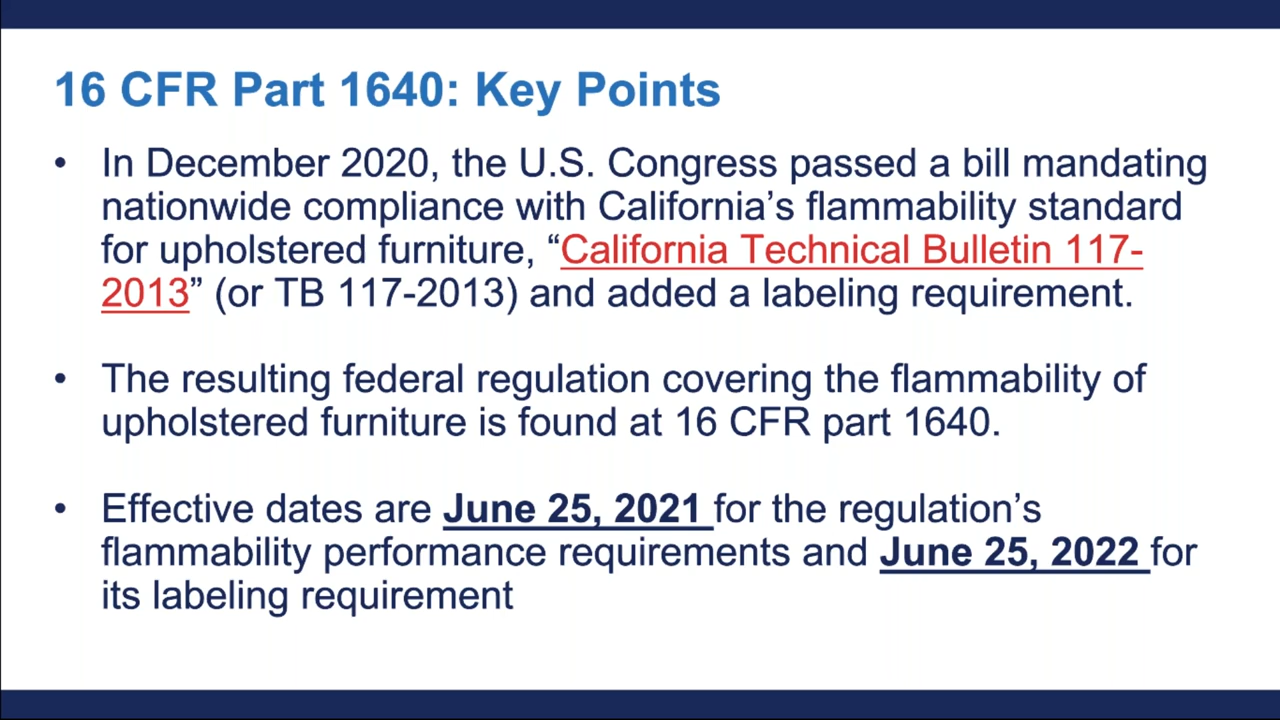 16 CFR Part 1640: Key Points
• In December 2020, the U.S. Congress passed a bill mandating
nationwide compliance with California’s flammability standard
for upholstered furniture, “California Technical Bulletin 117-
2013” (or TB 117-2013) and added a labeling requirement.
• The resulting federal regulation covering the flammability of
upholstered furniture is found at 16 CFR part 1640.
• Effective dates are June 25, 2021 for the regulation’s
flammability performance requirements and June 25, 2022 for
its labeling requirement